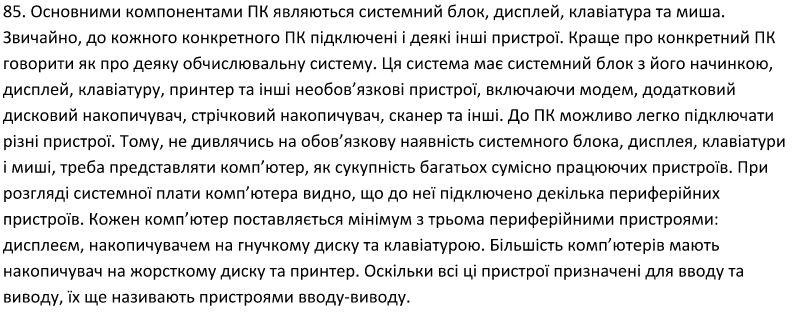 85. Основними компонентами ПК являються системний блок, дисплей, клавіатура та миша.
Звичайно, до кожного конкретного ПК підключені і деякі інші пристрої. Краще про конкретний ПК
говорити як про деяку обчислювальну систему. Ця система має системний блок з його начинкою,
дисплей, клавіатуру, принтер та інші необов’язкові пристрої, включаючи модем, додатковий
дисковий накопичувач, стрічковий накопичувач, сканер та інші. До ПК можливо легко підключати
різні пристрої. Тому, не дивлячись на обов’язкову наявність системного блока, дисплея, клавіатури
і миші, треба представляти комп’ютер, як сукупність багатьох сумісно працюючих пристроїв. При
розгляді системної плати комп’ютера видно, що до неї підключено декілька периферійних
пристроїв. Кожен комп’ютер поставляється мінімум з трьома периферійними пристроями:
дисплеєм, накопичувачем на гнучкому диску та клавіатурою. Більшість комп’ютерів мають
накопичувач на жорсткому диску та принтер. Оскільки всі ці пристрої призначені для вводу та
виводу, їх ще називають пристроями вводу-виводу.